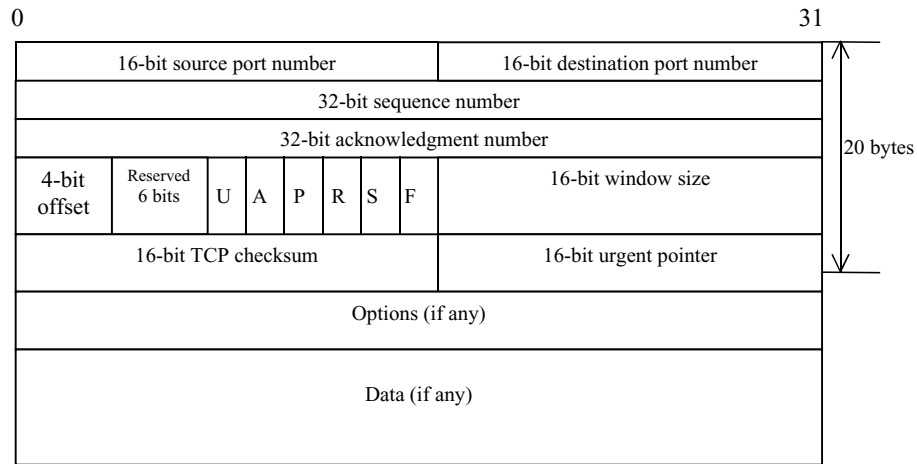 0 31
16-bit source port number 16-bit destination port number
32-bit sequence number
32-bit acknowledgment number
20 bytes
4-bit
offset
Reserved
6 bits
U A P R S F
16-bit window size
16-bit TCP checksum 16-bit urgent pointer
Options (if any)
Data (if any)